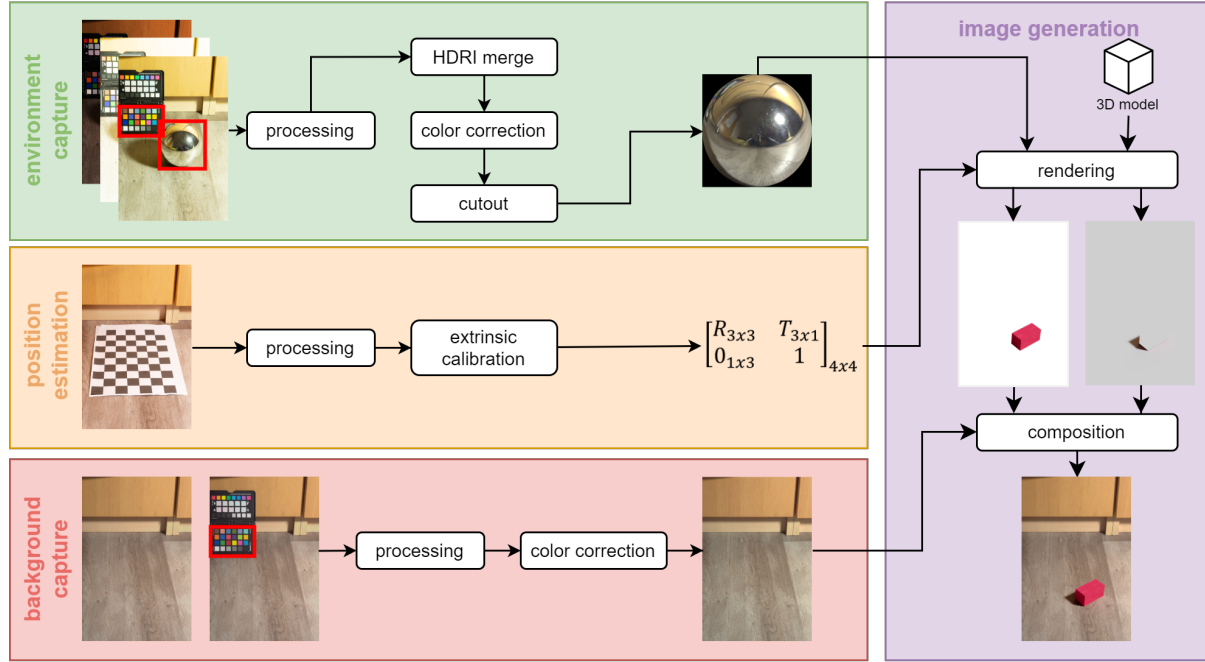 environment
capture
processing
HDRI merge
color correction
cutout
position
estimation
processing
extrinsic
calibration
[R3x3 T3x1
01x3 1]4x4
background
capture
processing
color correction
image generation
3D model
rendering
composition